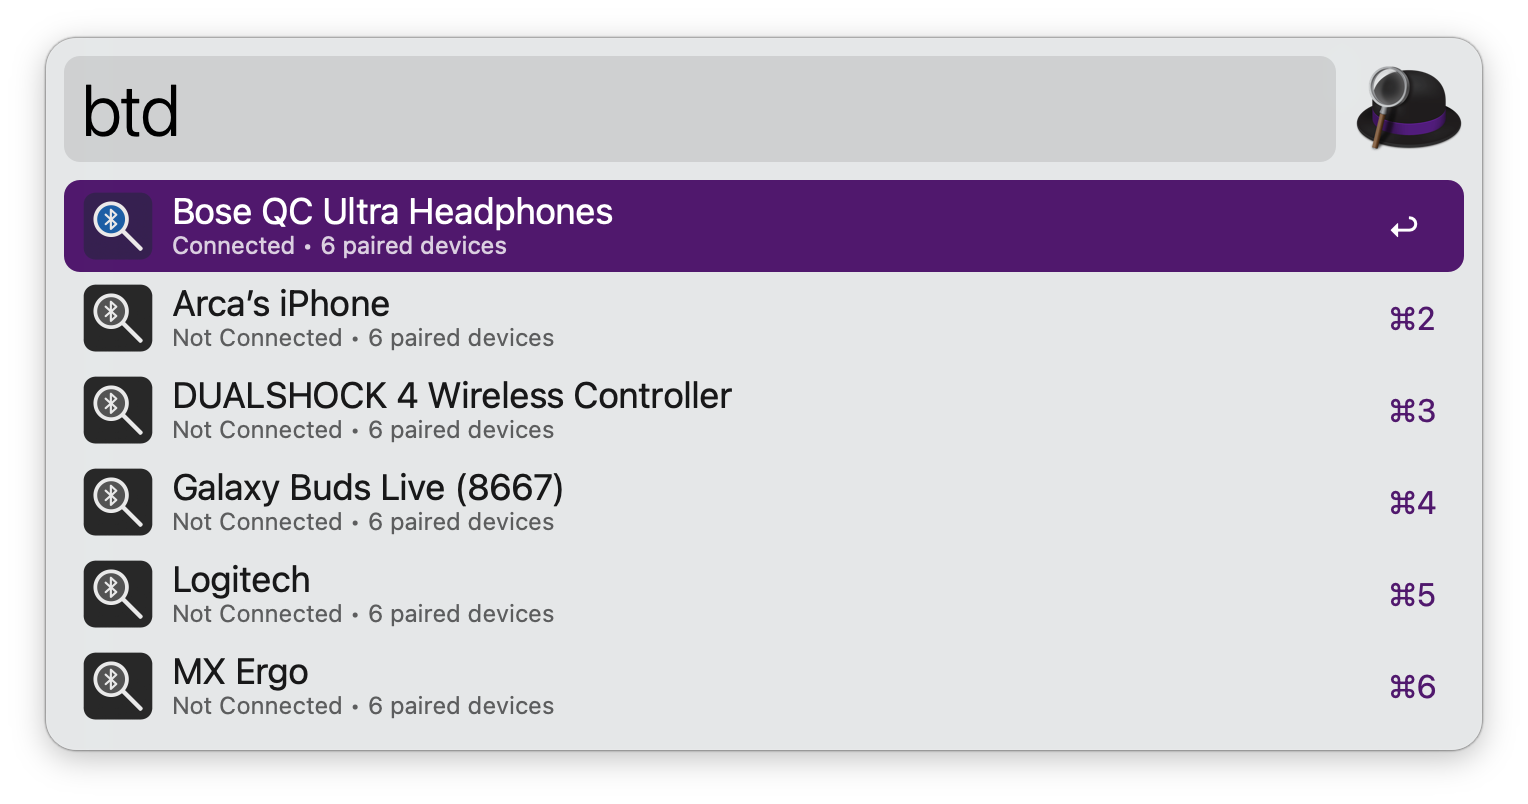 btd
Bose QC Ultra Headphones
Connected • 6 paired devices
Arca’s iPhone
Not Connected • 6 paired devices
⌘2
DUALSHOCK 4 Wireless Controller
Not Connected • 6 paired devices
⌘3
Galaxy Buds Live (8667)
Not Connected • 6 paired devices
⌘4
Logitech
Not Connected • 6 paired devices
⌘5
MX Ergo
Not Connected • 6 paired devices
⌘6